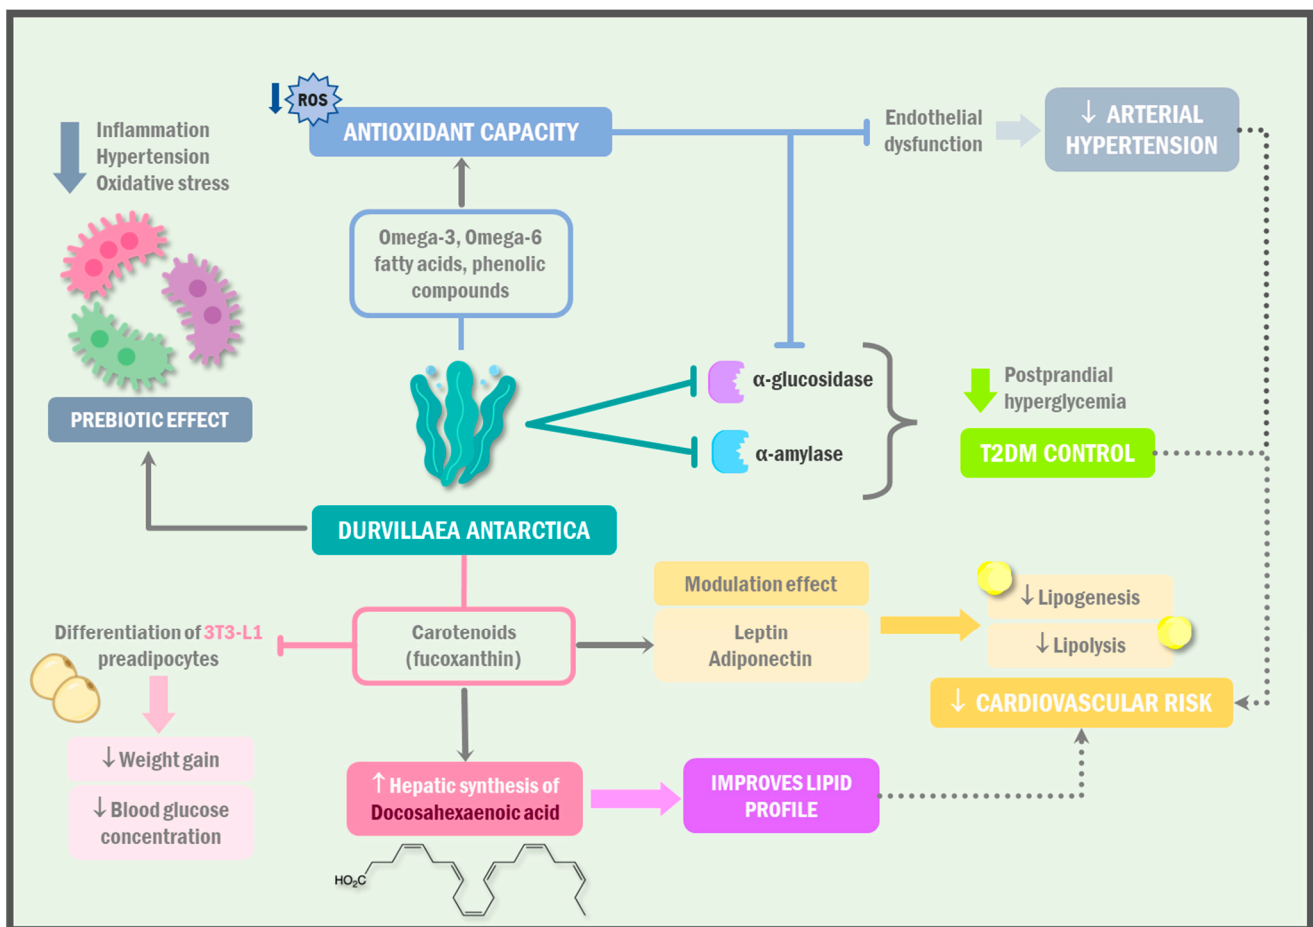 ROS
ANTIOXIDANT CAPACITY
Endothelial
dysfunction
↓ ARTERIAL
HYPERTENSION
Inflammation
Hypertension
Oxidative stress
Omega-3, Omega-6
fatty acids, phenolic
compounds
PREBIOTIC EFFECT
α-glucosidase
α-amylase
Postprandial
hyperglycemia
T2DM CONTROL
DURVILLAEA ANTARCTICA
Differentiation of 3T3-L1
preadipocytes
Carotenoids
(fucoxanthin)
Modulation effect
Leptin
Adiponectin
↓ Lipogenesis
↓ Lipolysis
↓ CARDIOVASCULAR RISK
↓ Weight gain
↓ Blood glucose
concentration
↑ Hepatic synthesis of
Docosahexaenoic acid
IMPROVES LIPID
PROFILE
HO₂C